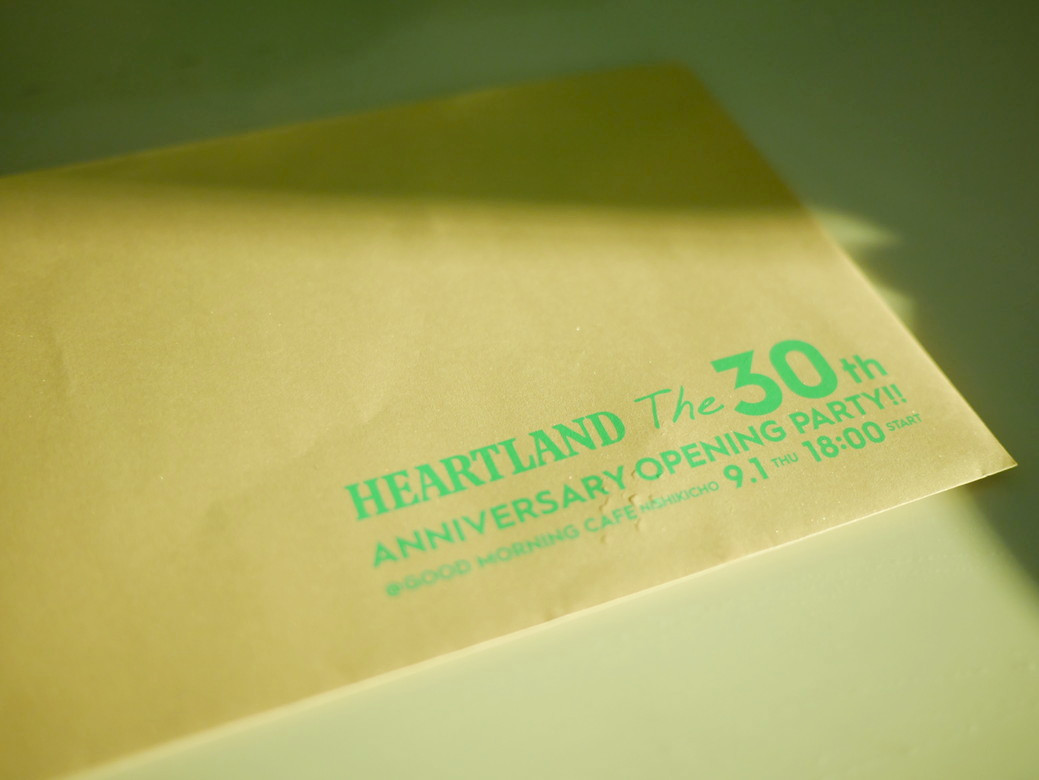 HEARTLAND The 30th
ANNIVERSARY OPENING PARTY!!
@GOOD MORNING CAFE NISHIKICHO 9.1 THU 18:00 START